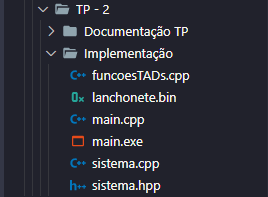 TP - 2
Documentação TP
Implementação
funcoesTADs.cpp
lanchonete.bin
main.cpp
main.exe
sistema.cpp
sistema.hpp